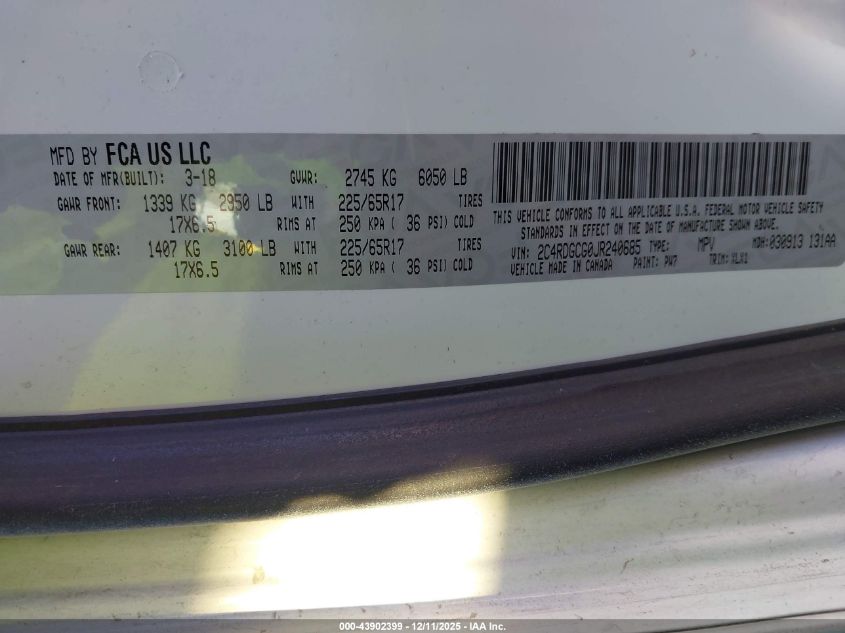 MFD BY FCA US LLC
DATE OF MFR(BUILT): 3-18 GVWR: 2745 KG 6050 LB
GAWR FRONT: 1339 KG 2950 LB WITH 225/65R17 TIRES
17X6.5 RIMS AT 250 KPA ( 36 PSI) COLD
GAWR REAR: 1407 KG 3100 LB WITH 225/65R17 TIRES
17X6.5 RIMS AT 250 KPA ( 36 PSI) COLD
THIS VEHICLE CONFORMS TO ALL APPLICABLE U.S.A. FEDERAL MOTOR VEHICLE SAFETY
STANDARDS IN EFFECT ON THE DATE OF MANUFACTURE SHOWN ABOVE.
VIN: 2C4RDGCG0JR240685 TYPE: MPV MDH: 030913 131AA
VEHICLE MADE IN CANADA PAINT: PW7 TRIM:
000-43902399 - 12/11/2025 - IAA Inc.